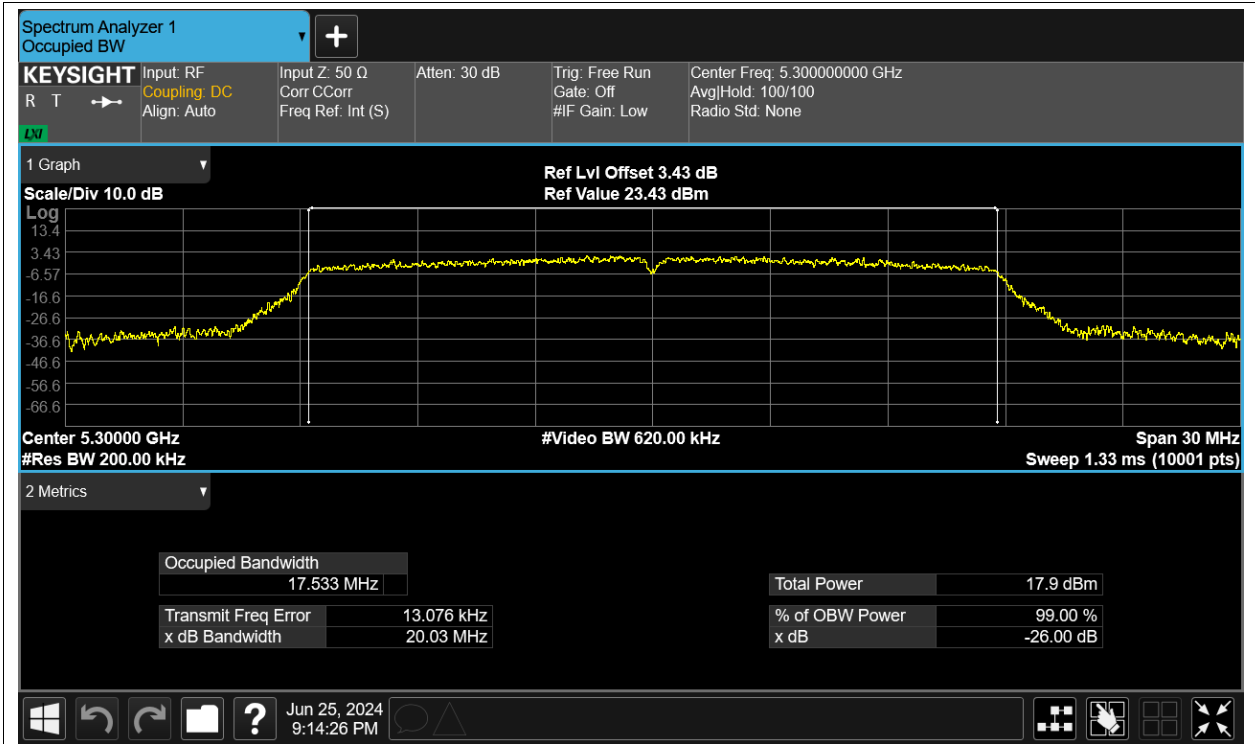 Spectrum Analyzer 1
Occupied BW
KEYSIGHT
R T
LXI
Input: RF
Coupling: DC
Align: Auto
Input Z: 50 Ω
Corr CCorr
Freq Ref: Int (S)
Atten: 30 dB
Trig: Free Run
Gate: Off
#IF Gain: Low
Center Freq: 5.300000000 GHz
Avg|Hold: 100/100
Radio Std: None
1 Graph
Scale/Div 10.0 dB
Ref Lvl Offset 3.43 dB
Ref Value 23.43 dBm
Log
13.4
3.43
-6.57
-16.6
-26.6
-36.6
-46.6
-56.6
-66.6
Center 5.30000 GHz
#Res BW 200.00 kHz
#Video BW 620.00 kHz
Span 30 MHz
Sweep 1.33 ms (10001 pts)
2 Metrics
Occupied Bandwidth
17.533 MHz
Transmit Freq Error 13.076 kHz
x dB Bandwidth 20.03 MHz
Total Power 17.9 dBm
% of OBW Power 99.00 %
x dB -26.00 dB
?
Jun 25, 2024
9:14:26 PM